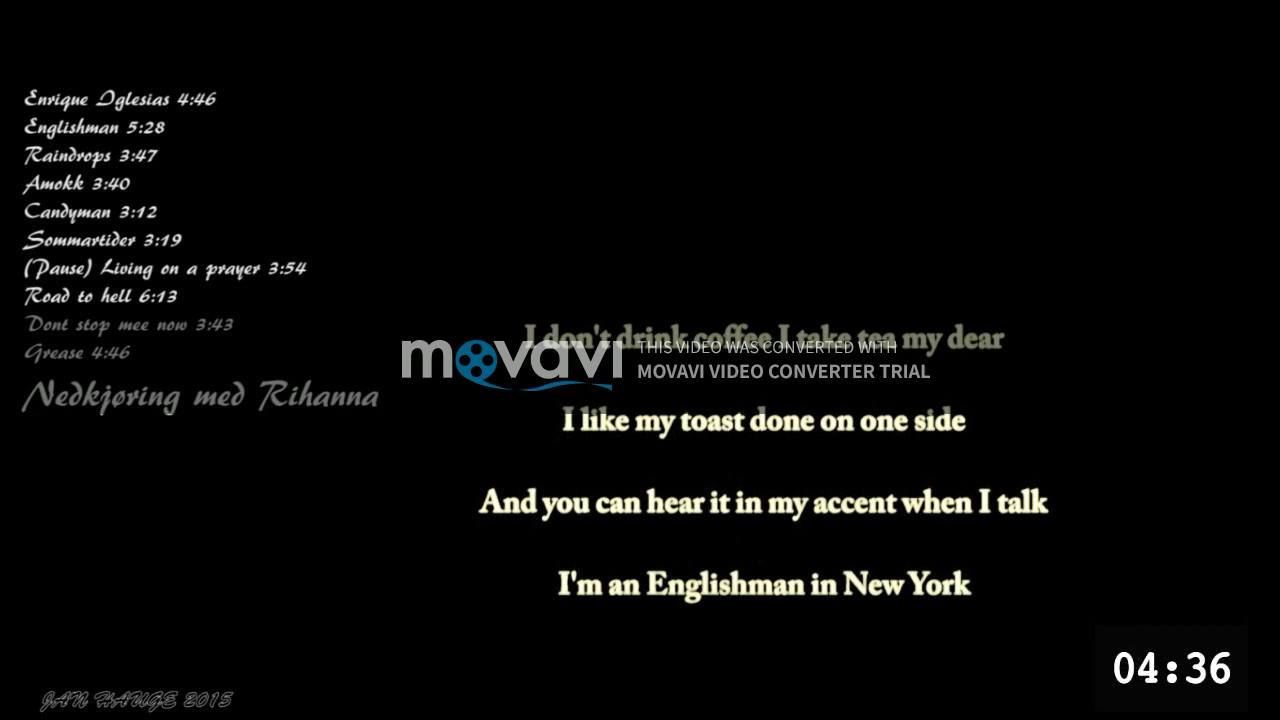 Enrique Iglesias 4:46
Englishman 5:28
Raindrops 3:47
Amokk 3:40
Candyman 3:12
Sommartider 3:19
(Pause) Living on a prayer 3:54
Road to hell 6:13
Dont stop mee now 3:43
Grease 4:46
Nedkjøring med Rihanna
I don't drink coffee I take tea my dear
movavi
THIS VIDEO WAS CONVERTED WITH
MOVAVI VIDEO CONVERTER TRIAL
I like my toast done on one side
And you can hear it in my accent when I talk
I'm an Englishman in New York
04:36
JAN HAUGE 2015